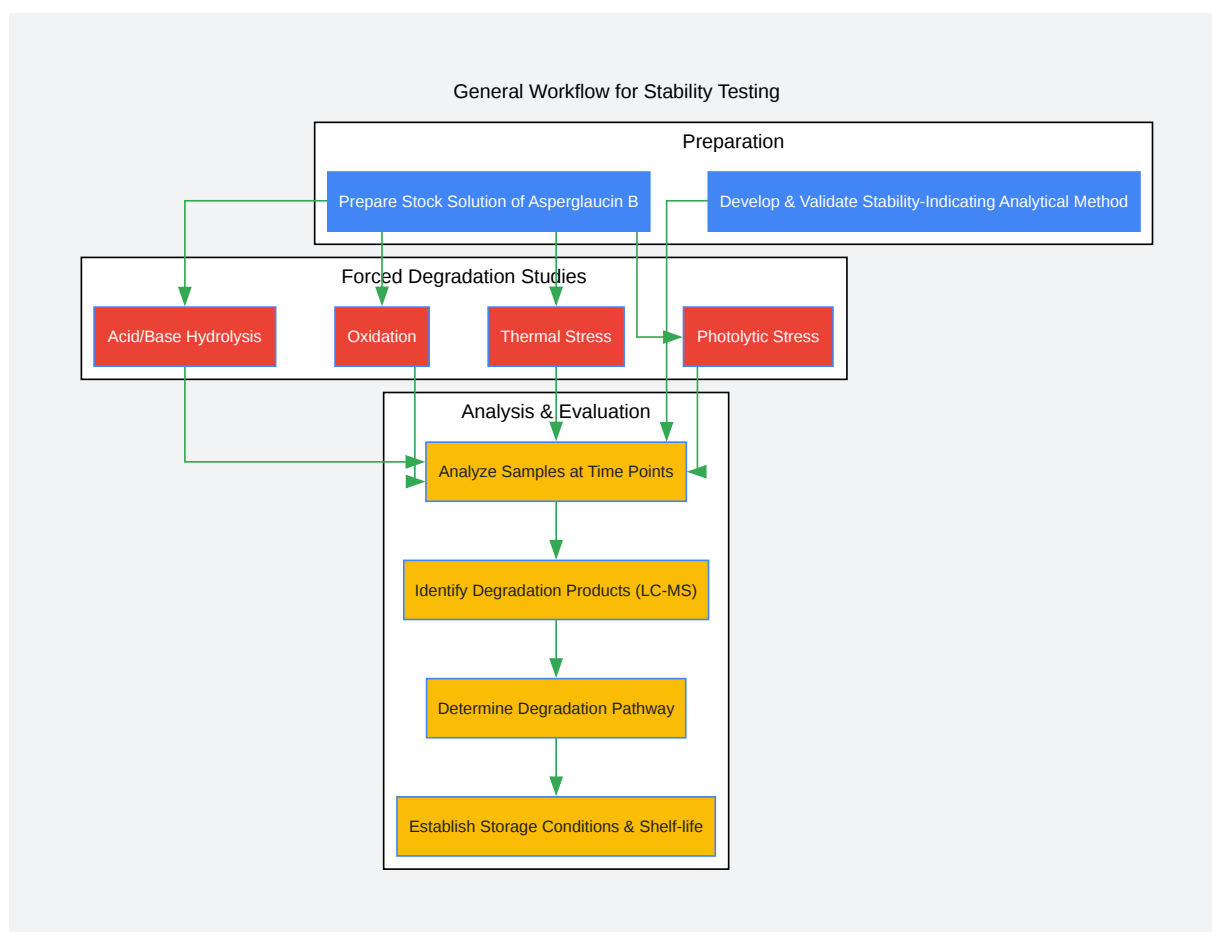 General Workflow for Stability Testing
Preparation
Prepare Stock Solution of Asperglaucin B
Develop & Validate Stability-Indicating Analytical Method
Forced Degradation Studies
Acid/Base Hydrolysis
Oxidation
Thermal Stress
Photolytic Stress
Analysis & Evaluation
Analyze Samples at Time Points
Identify Degradation Products (LC-MS)
Determine Degradation Pathway
Establish Storage Conditions & Shelf-life